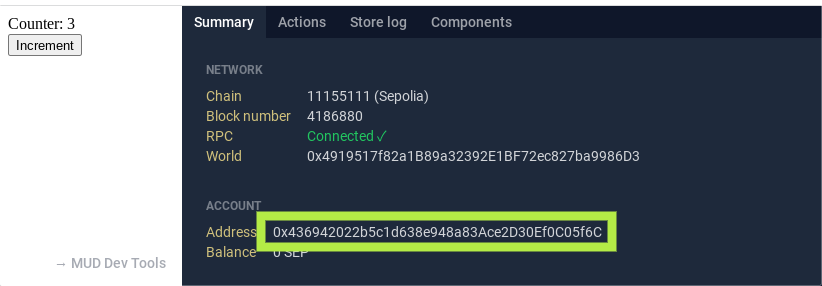 Counter: 3
Increment
→ MUD Dev Tools
Summary Actions Store log Components
NETWORK
Chain 11155111 (Sepolia)
Block number 4186880
RPC Connected ✓
World 0x4919517f82a1B89a32392E1BF72ec827ba9986D3
ACCOUNT
Address 0x436942022b5c1d638e948a83Ace2D30Ef0C05f6C
Balance 0 SEP